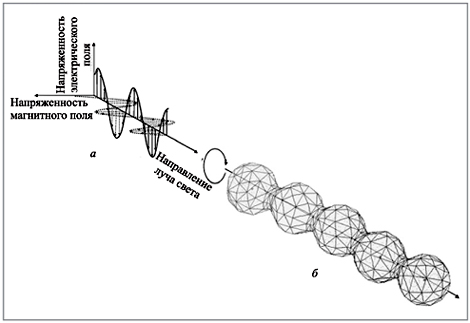 Напряженность
электрического
поля
Напряженность
магнитного поля
а
Направление
луча света
б